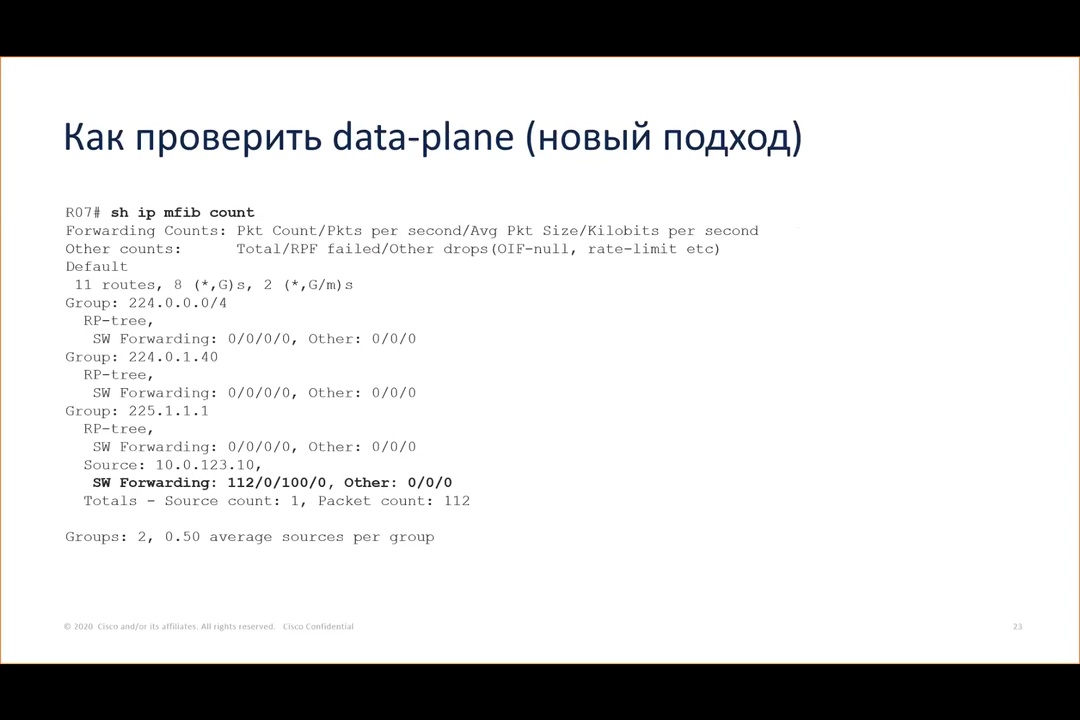 Как проверить data-plane (новый подход)
R07# sh ip mfib count
Forwarding Counts: Pkt Count/Pkts per second/Avg Pkt Size/Kilobits per second
Other counts:      Total/RPF failed/Other drops(OIF-null, rate-limit etc)
Default
 11 routes, 8 (*,G)s, 2 (*,G/m)s
Group: 224.0.0.0/4
  RP-tree,
   SW Forwarding: 0/0/0/0, Other: 0/0/0
Group: 224.0.1.40
  RP-tree,
   SW Forwarding: 0/0/0/0, Other: 0/0/0
Group: 225.1.1.1
  RP-tree,
   SW Forwarding: 0/0/0/0, Other: 0/0/0
  Source: 10.0.123.10,
   SW Forwarding: 112/0/100/0, Other: 0/0/0
  Totals - Source count: 1, Packet count: 112
Groups: 2, 0.50 average sources per group
© 2020 Cisco and/or its affiliates. All rights reserved. Cisco Confidential
23